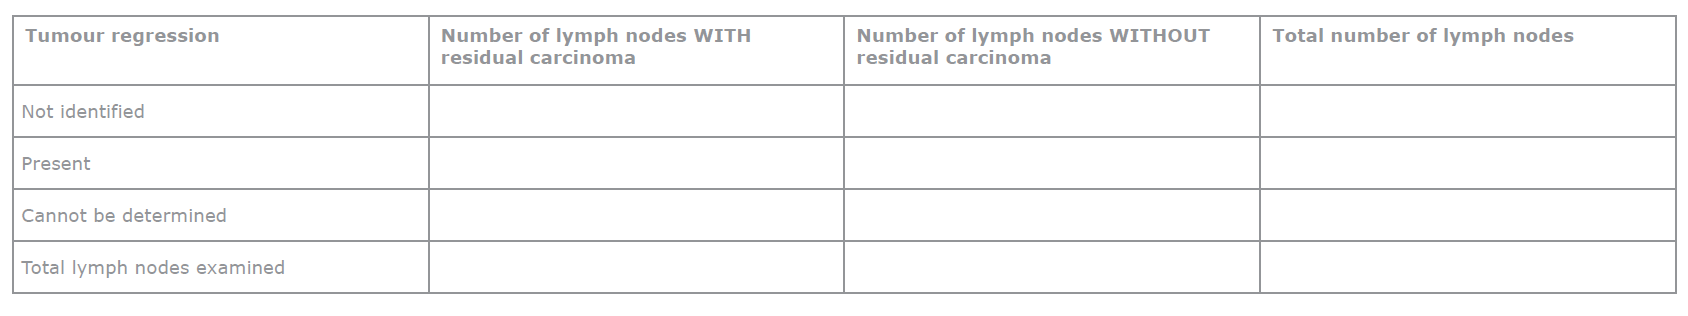 Tumour regression
Number of lymph nodes WITH
residual carcinoma
Number of lymph nodes WITHOUT
residual carcinoma
Total number of lymph nodes
Not identified
Present
Cannot be determined
Total lymph nodes examined